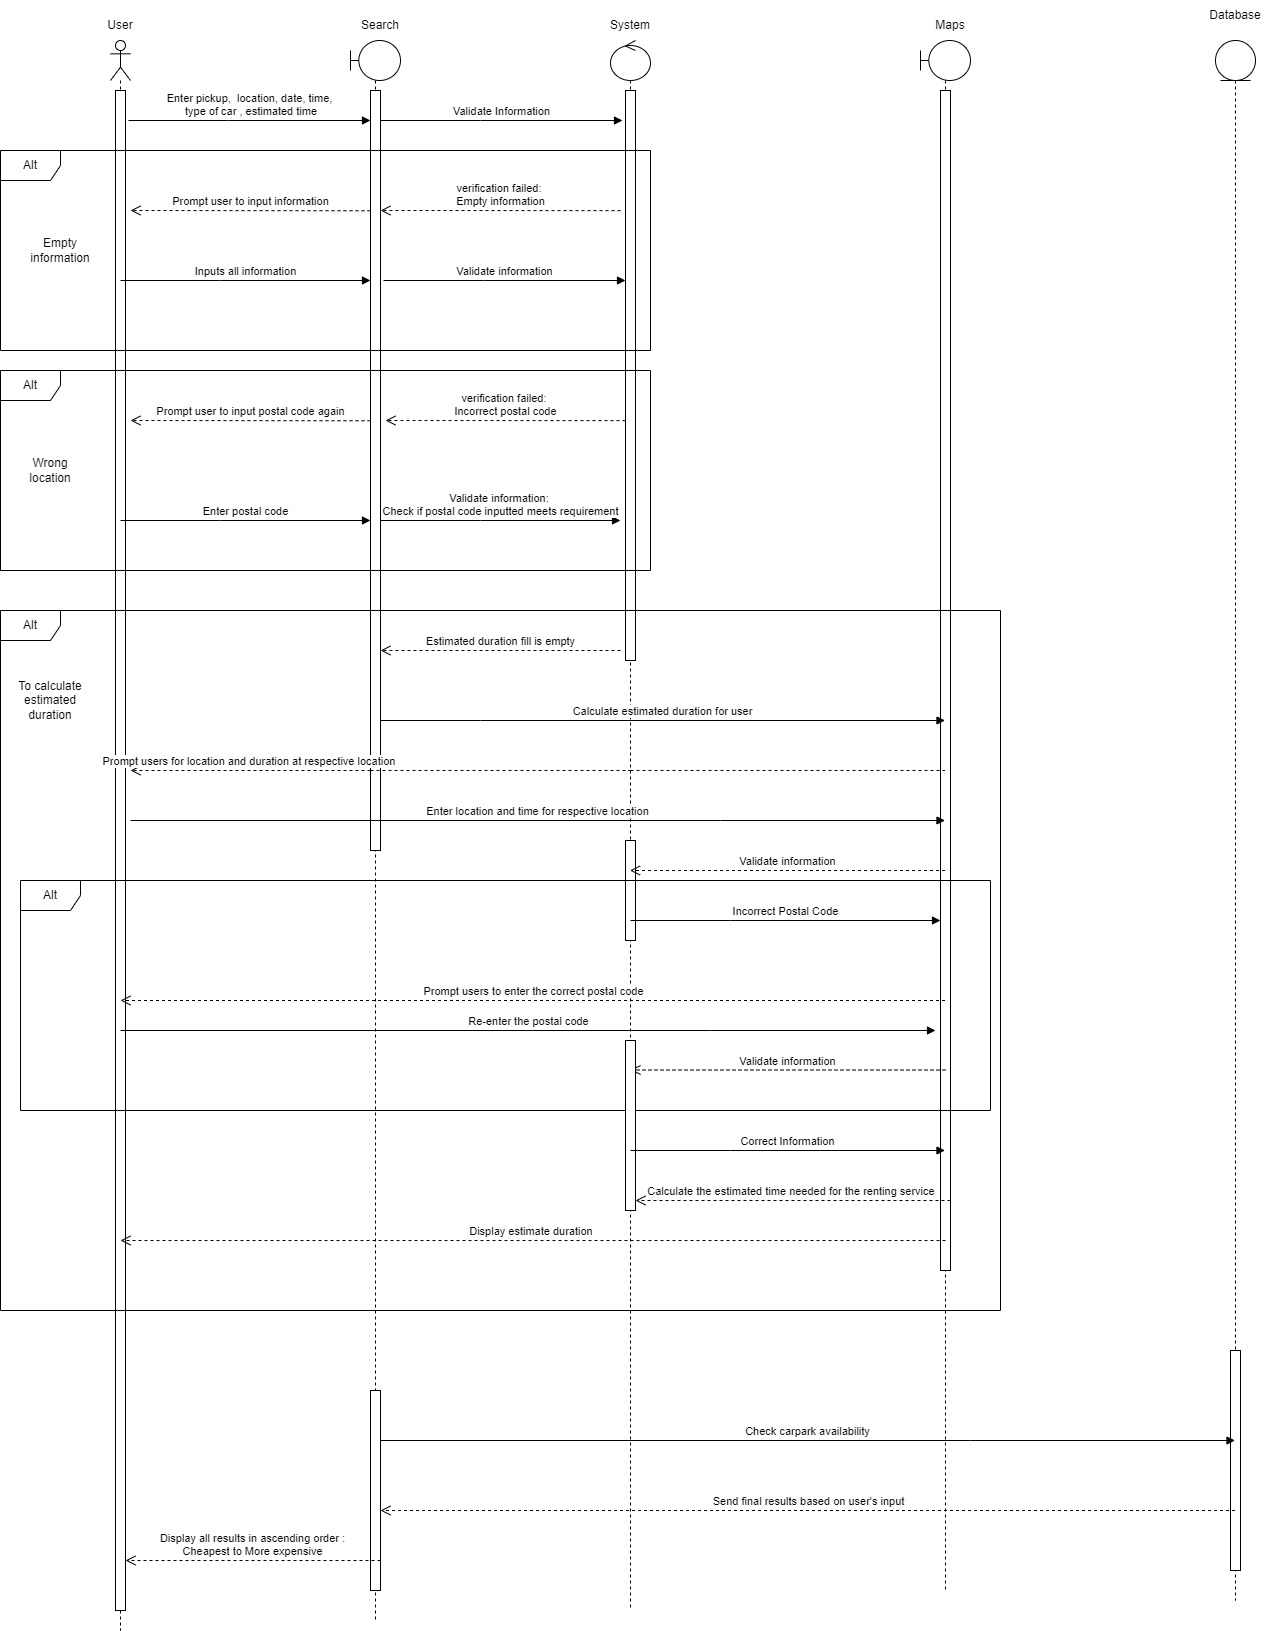 User
Search
System
Maps
Database
Enter pickup, location, date, time,
type of car , estimated time
Validate Information
Alt
verification failed:
Empty information
Prompt user to input information
Empty
information
Inputs all information
Validate information
Alt
verification failed:
Incorrect postal code
Prompt user to input postal code again
Wrong
location
Enter postal code
Validate information:
Check if postal code inputted meets requirement
Alt
Estimated duration fill is empty
To calculate
estimated
duration
Calculate estimated duration for user
Prompt users for location and duration at respective location
Enter location and time for respective location
Validate information
Alt
Incorrect Postal Code
Prompt users to enter the correct postal code
Re-enter the postal code
Validate information
Correct Information
Calculate the estimated time needed for the renting service
Display estimate duration
Check carpark availability
Send final results based on user's input
Display all results in ascending order :
Cheapest to More expensive